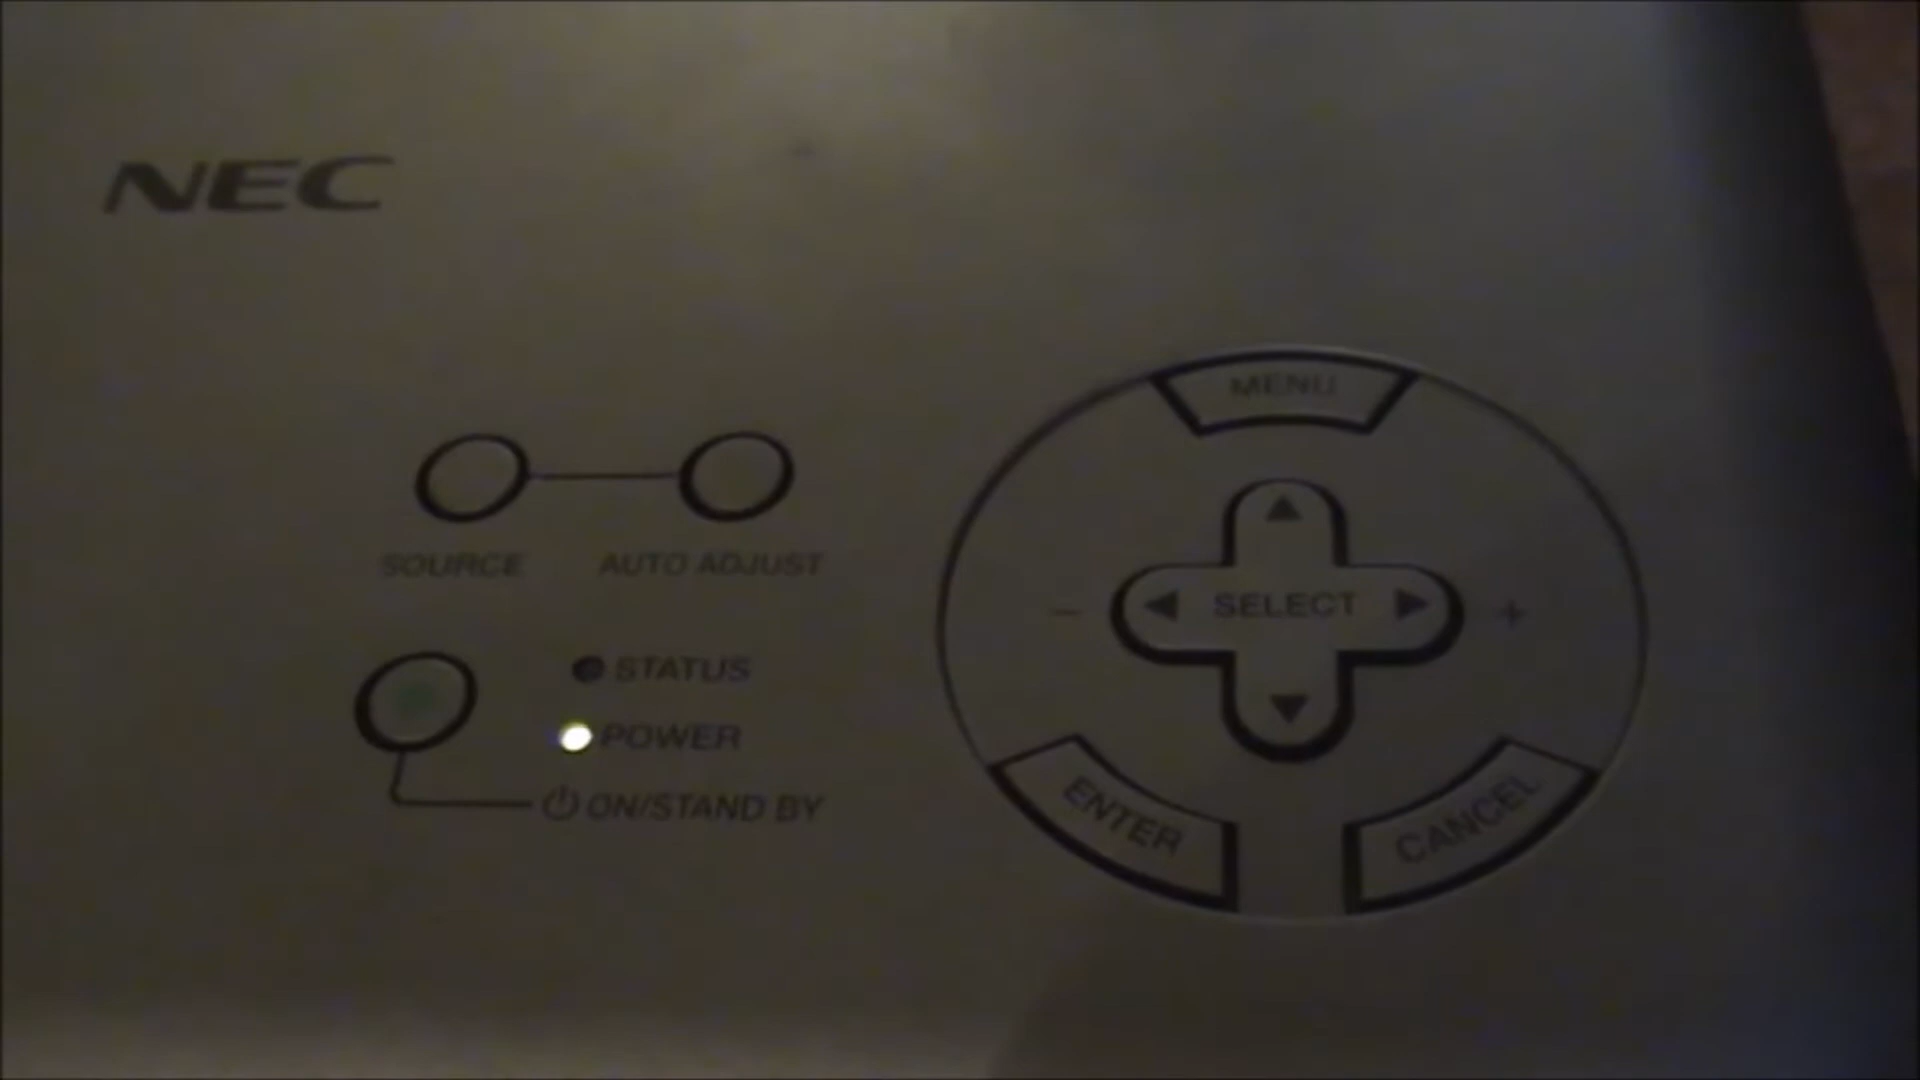 NEC
MENU
SOURCE
AUTO ADJUST
- SELECT +
STATUS
POWER
ON/STAND BY
ENTER
CANCEL